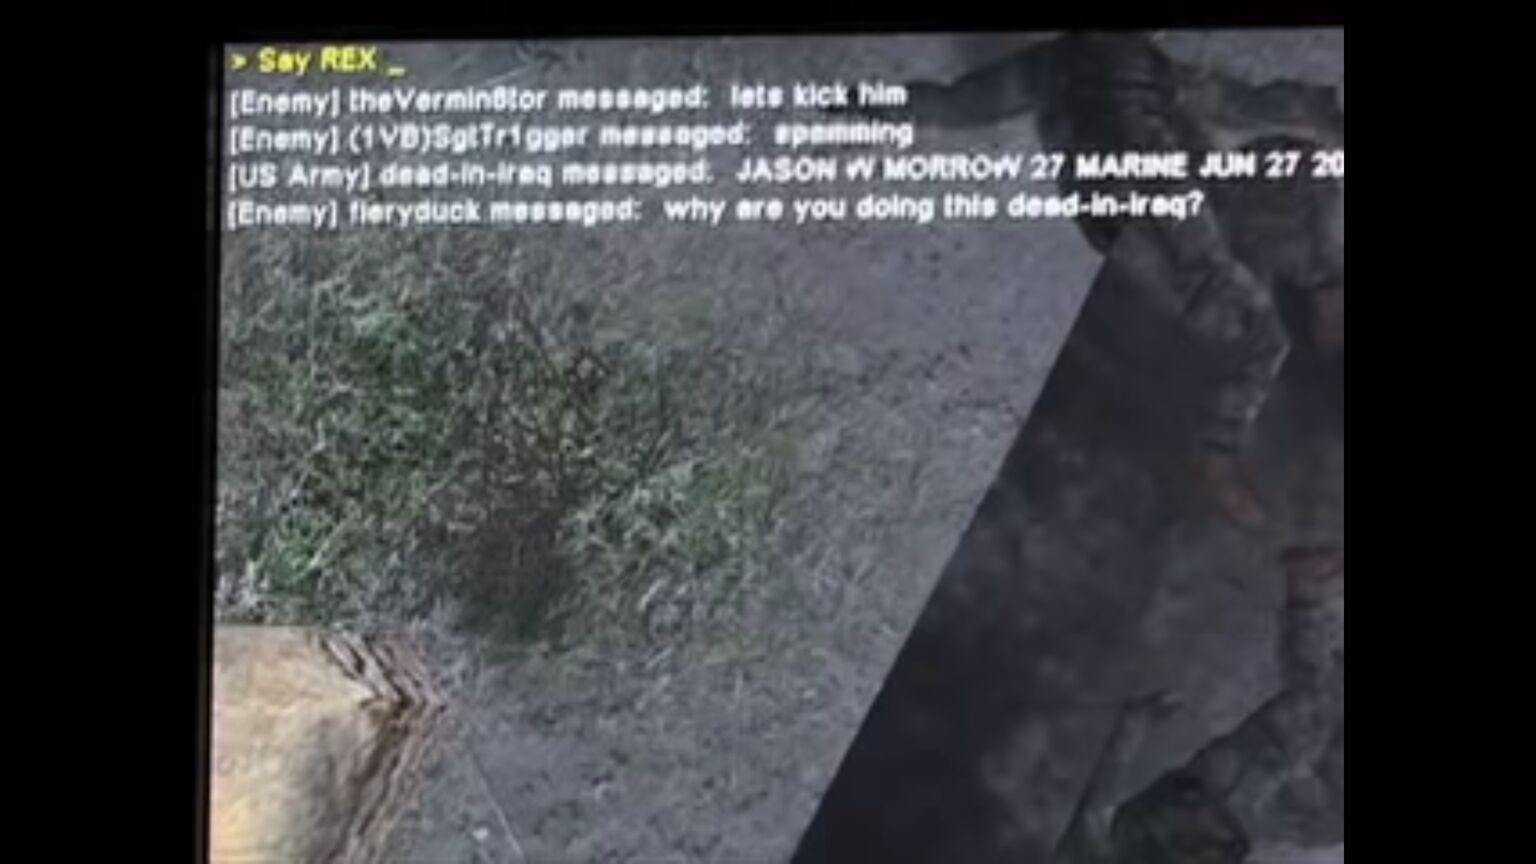 > Say REX _
[Enemy] theVermin8tor messaged: lets kick him
[Enemy] (1VB)SgtTr1gger messaged: spamming
[US Army] dead-in-iraq messaged: JASON W MORROW 27 MARINE JUN 27 20
[Enemy] fieryduck messaged: why are you doing this dead-in-iraq?